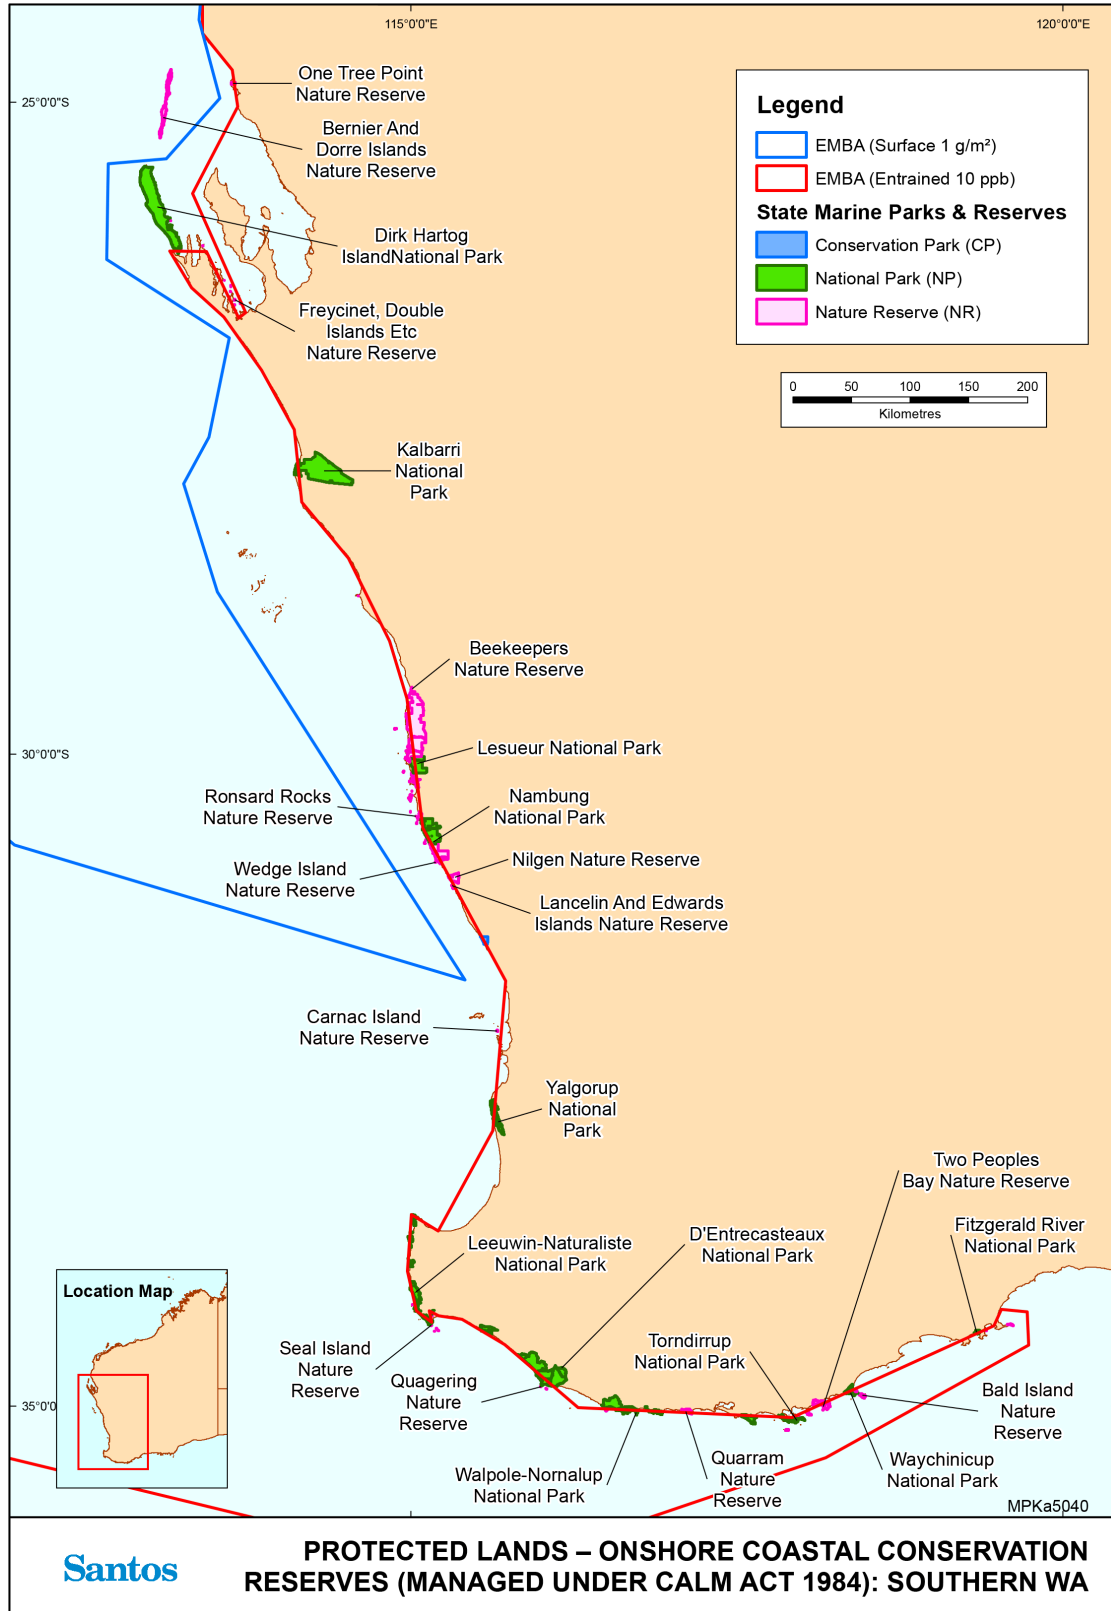 115°0'0"E
120°0'0"E
25°0'0"S
30°0'0"S
35°0'0
One Tree Point
Nature Reserve
Bernier And
Dorre Islands
Nature Reserve
Dirk Hartog
IslandNational Park
Freycinet, Double
Islands Etc
Nature Reserve
Kalbarri
National
Park
Legend
EMBA (Surface 1 g/m²)
EMBA (Entrained 10 ppb)
State Marine Parks & Reserves
Conservation Park (CP)
National Park (NP)
Nature Reserve (NR)
0 50 100 150 200
Kilometres
Beekeepers
Nature Reserve
Lesueur National Park
Ronsard Rocks
Nature Reserve
Nambung
National Park
Wedge Island
Nature Reserve
Nilgen Nature Reserve
Lancelin And Edwards
Islands Nature Reserve
Carnac Island
Nature Reserve
Yalgorup
National
Park
Two Peoples
Bay Nature Reserve
Leeuwin-Naturaliste
National Park
D'Entrecasteaux
National Park
Fitzgerald River
National Park
Location Map
Seal Island
Nature
Reserve
Quagering
Nature
Reserve
Torndirrup
National Park
Bald Island
Nature
Reserve
Walpole-Nornalup
National Park
Quarram
Nature
Reserve
Waychinicup
National Park
MPKa5040
Santos
PROTECTED LANDS – ONSHORE COASTAL CONSERVATION
RESERVES (MANAGED UNDER CALM ACT 1984): SOUTHERN WA